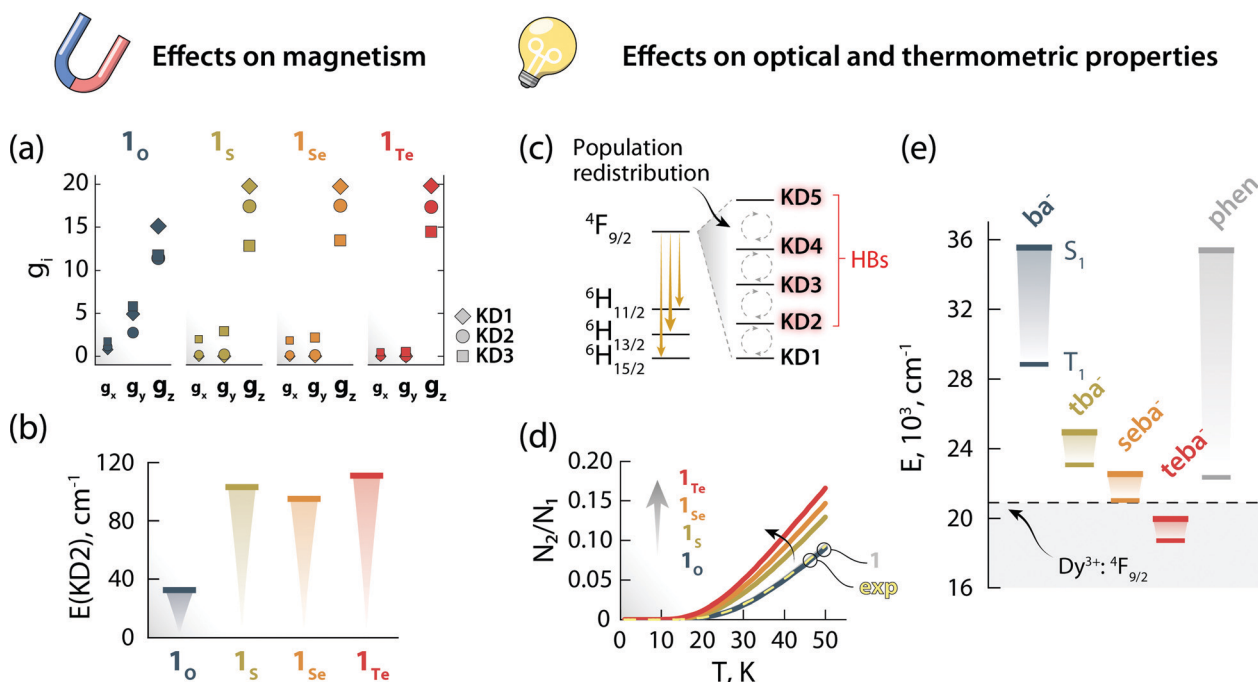 Effects on magnetism
Effects on optical and thermometric properties
(a)
1O 1S 1Se 1Te
20
15
10
5
0
gi
KD1
KD2
KD3
gx gy gz gx gy gz gx gy gz gx gy gz
(b)
120
80
40
0
E(KD2), cm-1
1O 1S 1Se 1Te
(c)
Population
redistribution
4F9/2
6H11/2
6H13/2
6H15/2
KD5
KD4
KD3
KD2
KD1
HBs
(d)
0.20
0.15
0.10
0.05
0
N2/N1
1Te
1Se
1S
1O
1
exp
0 10 20 30 40 50
T, K
(e)
36
32
28
24
20
16
E, 10³, cm-1
ba-
S1
T1
tba-
seba-
teba-
phen
Dy3+: 4F9/2